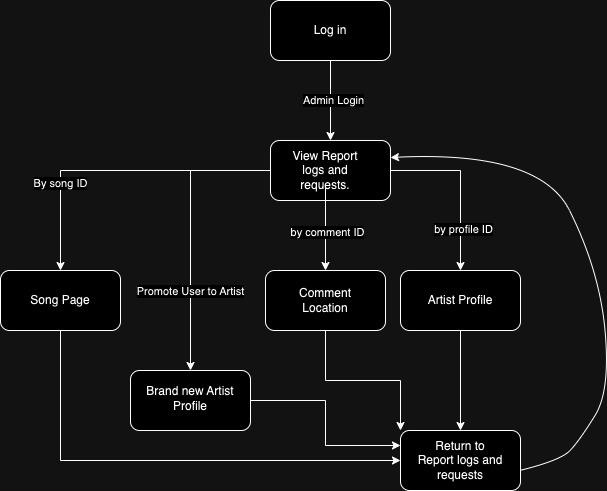 Log in
Admin Login
View Report
logs and
requests.
By song ID
by comment ID
by profile ID
Song Page
Promote User to Artist
Comment
Location
Artist Profile
Brand new Artist
Profile
Return to
Report logs and
requests